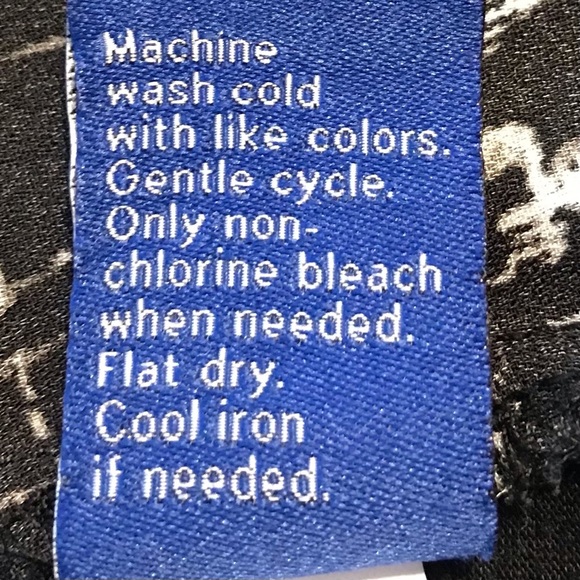 Machine
wash cold
with like colors.
Gentle cycle.
Only non-
chlorine bleach
when needed.
Flat dry.
Cool iron
if needed.